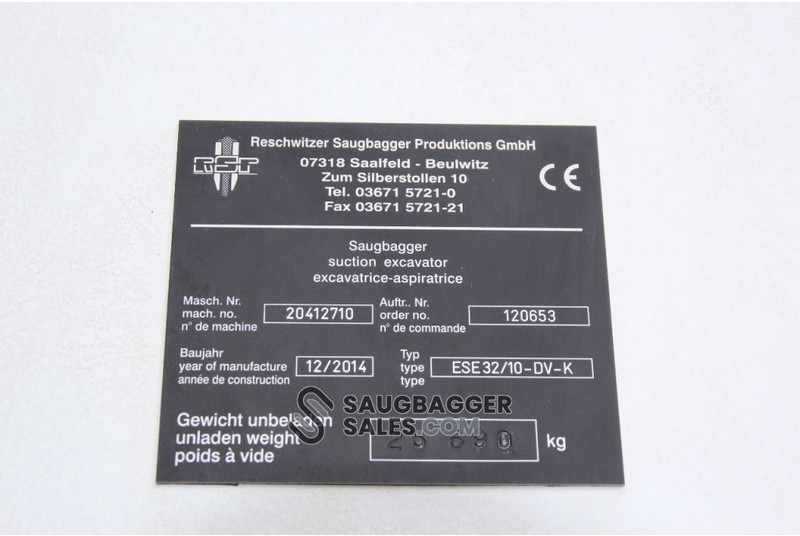 Reschwitzer Saugbagger Produktions GmbH
RSP
07318 Saalfeld - Beulwitz
Zum Silberstollen 10
Tel. 03671 5721-0
Fax 03671 5721-21
CE
Saugbagger
suction excavator
excavatrice-aspiratrice
Masch. Nr.
mach. no. 20412710
n° de machine
Auftr.. Nr.
order no. 120653
n° de commande
Baujahr
year of manufacture 12/2014
année de construction
Typ
type ESE32/10-DV-K
type
SAUGBAGGER
SALES.COM
Gewicht unbeladen
unladen weight kg
poids à vide